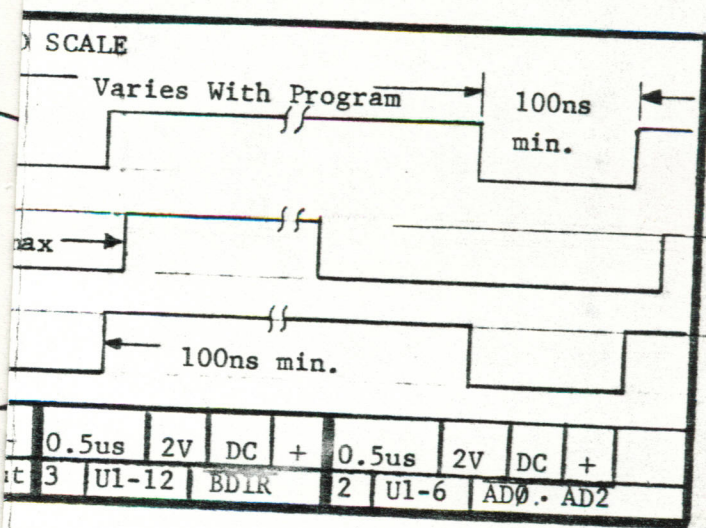 SCALE
Varies With Program
100ns
min.
max
100ns min.
0.5us 2V DC + 0.5us 2V DC +
3 U1-12 BDIR 2 U1-6 ADØ.. AD2